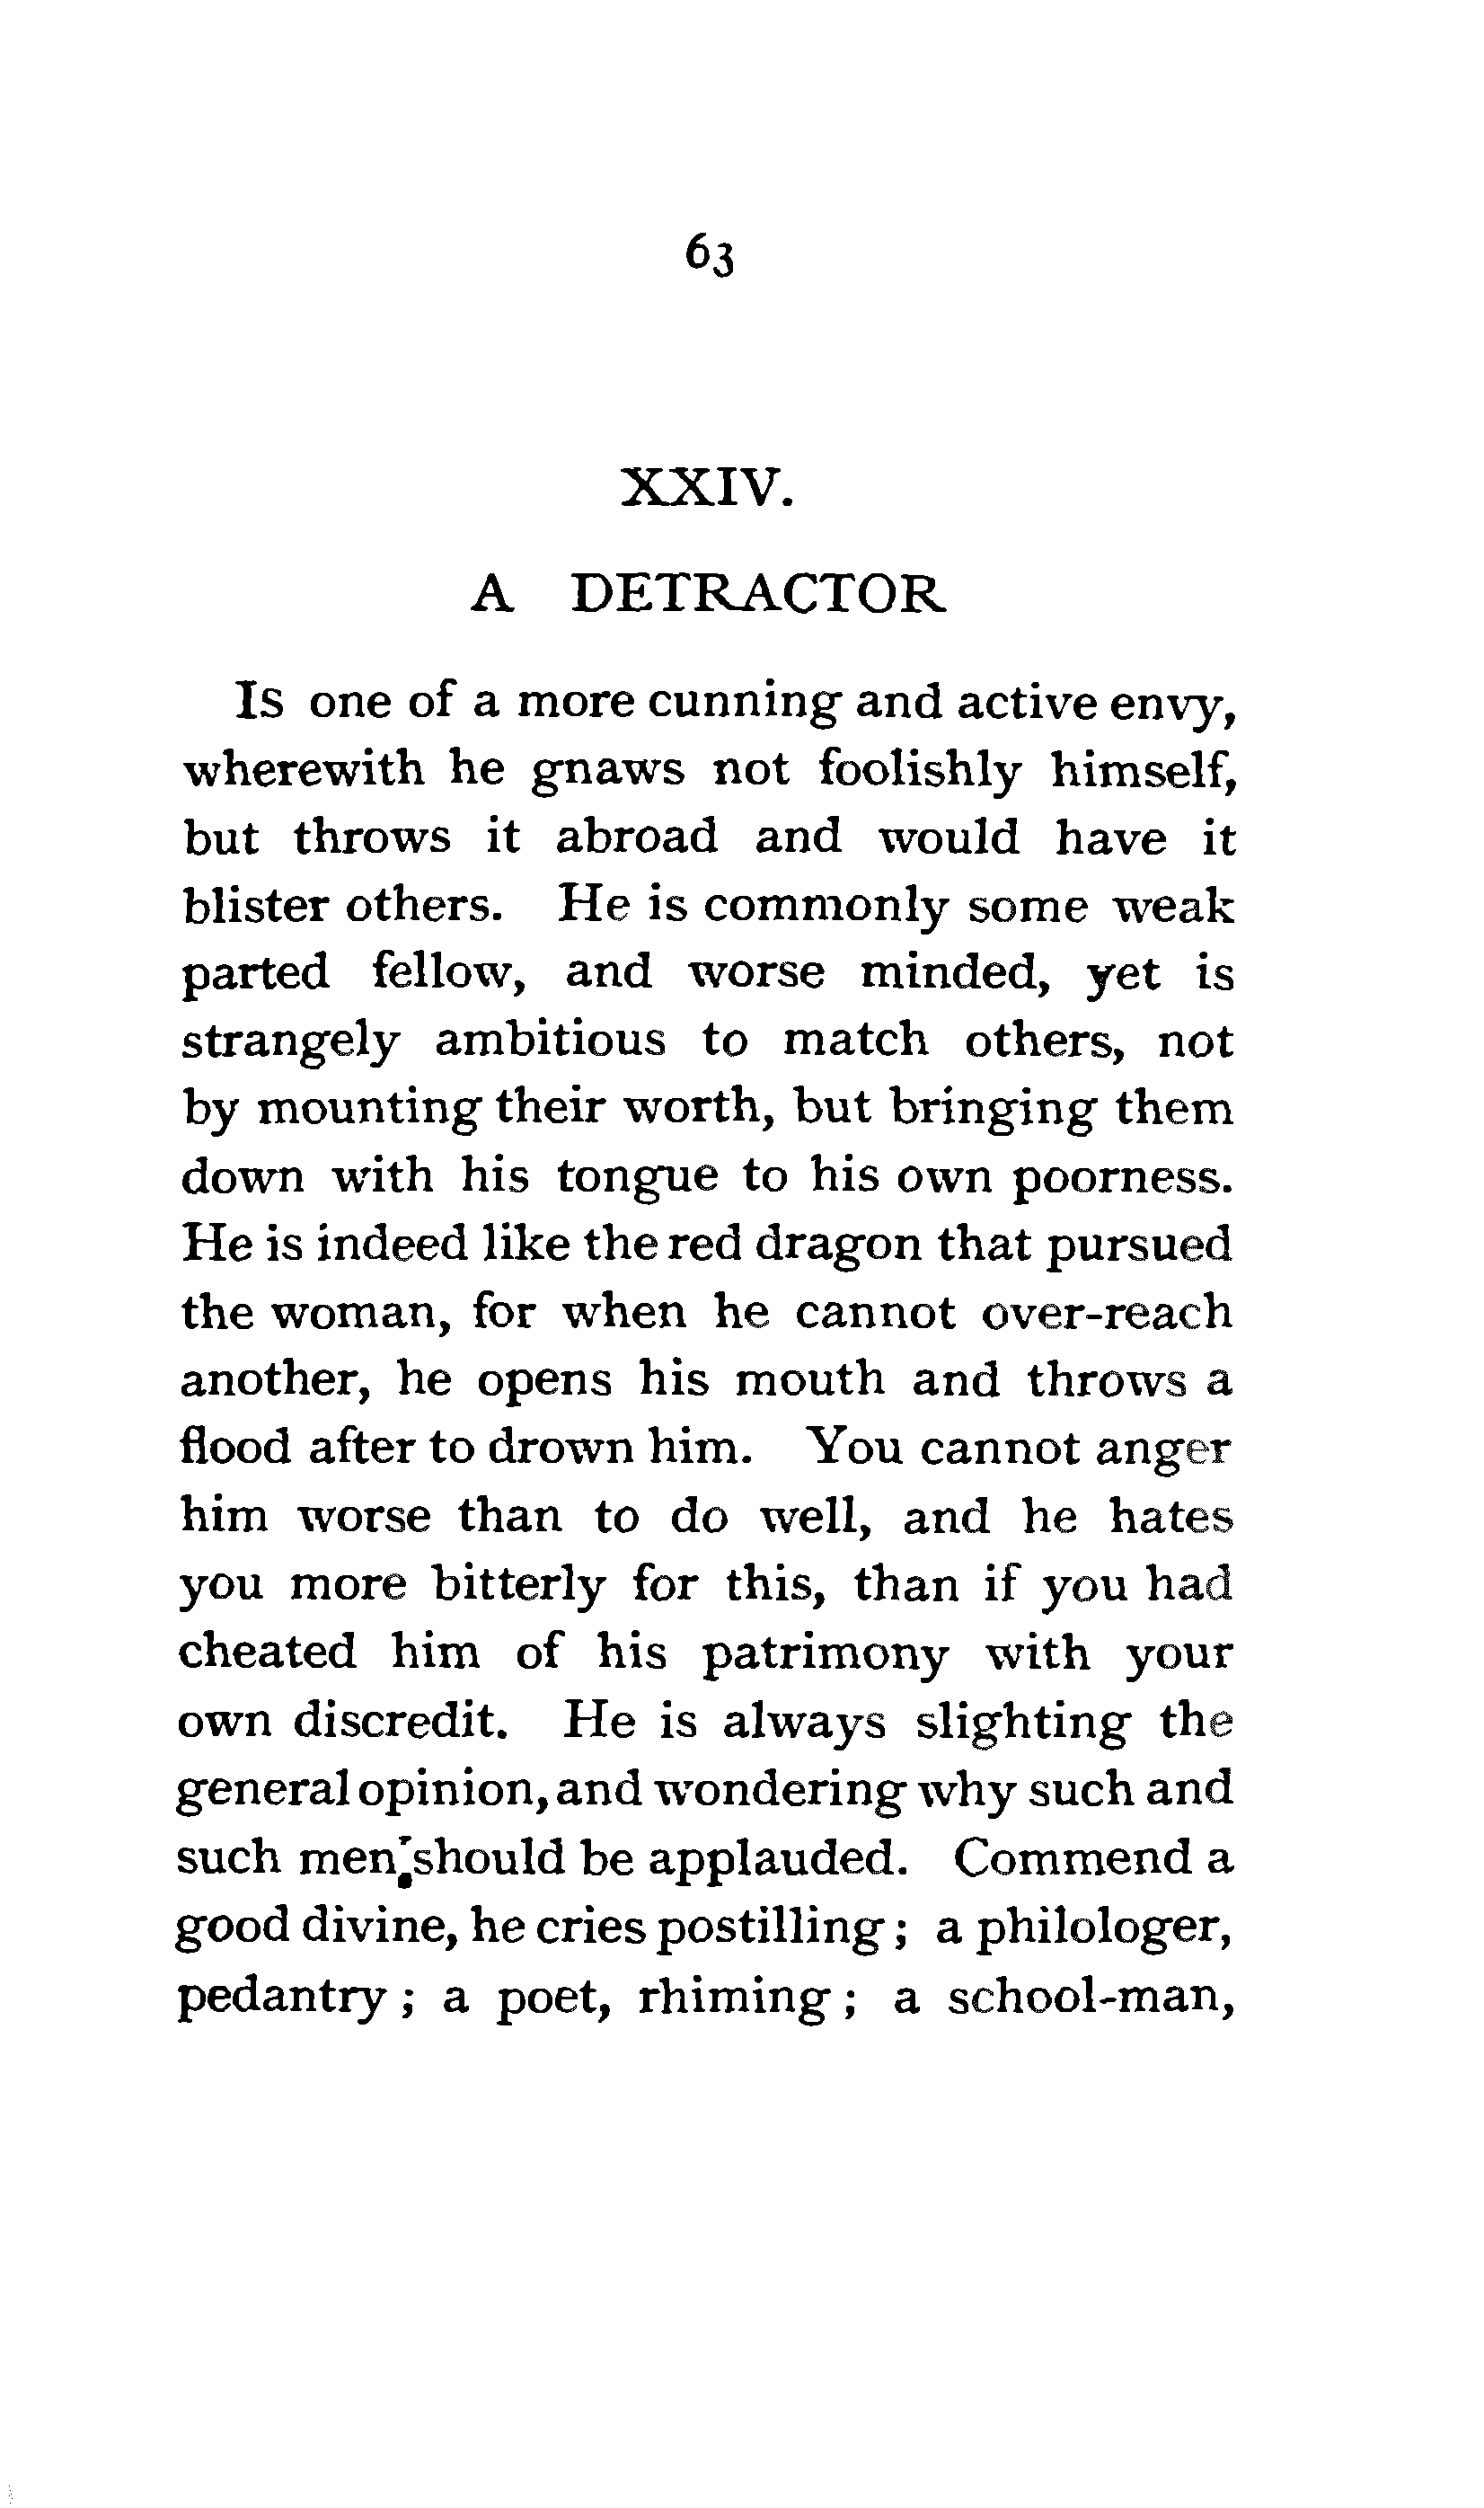 63
XXIV.
A DETRACTOR
Is one of a more cunning and active envy,
wherewith he gnaws not foolishly himself,
but throws it abroad and would have it
blister others. He is commonly some weak
parted fellow, and worse minded, yet is
strangely ambitious to match others, not
by mounting their worth, but bringing them
down with his tongue to his own poorness.
He is indeed like the red dragon that pursued
the woman, for when he cannot over-reach
another, he opens his mouth and throws a
flood after to drown him. You cannot anger
him worse than to do well, and he hates
you more bitterly for this, than if you had
cheated him of his patrimony with your
own discredit. He is always slighting the
general opinion, and wondering why such and
such men should be applauded. Commend a
good divine, he cries postilling ; a philologer,
pedantry ; a poet, rhiming ; a school-man,